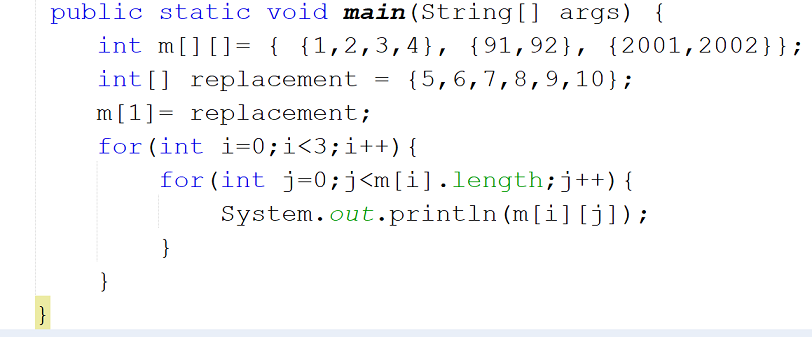 public static void main(String[] args) {
int m[][]= { {1,2,3,4}, {91,92}, {2001,2002}};
int[] replacement = {5,6,7,8,9,10};
m[1]= replacement;
for(int i=0;i<3;i++){
for(int j=0;j<m[i].length;j++){
System.out.println(m[i][j]);
}
}
}